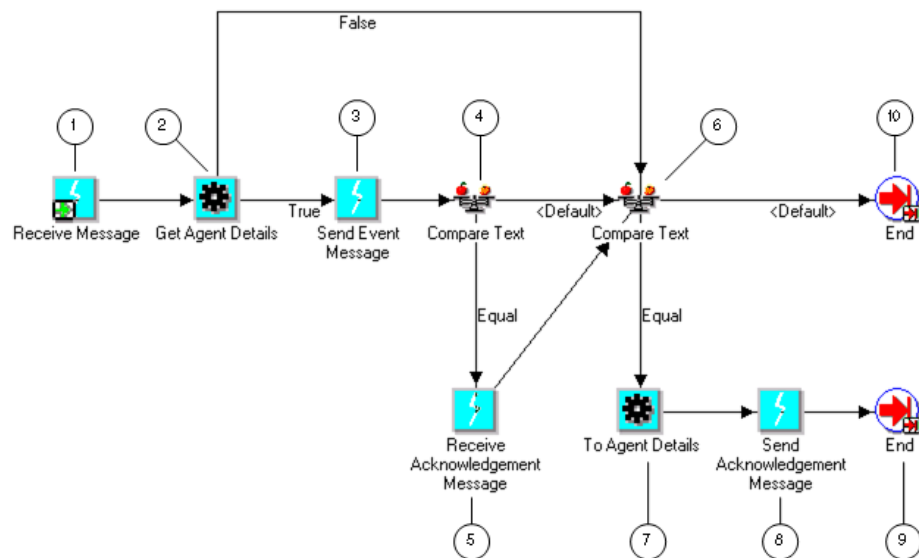 False
1
2
3
4
6
10
Receive Message
Get Agent Details
True
Send Event
Message
Compare Text
<Default>
Compare Text
<Default>
End
Equal
Equal
Receive
Acknowledgement
Message
To Agent Details
Send
Acknowledgement
Message
End
5
7
8
9